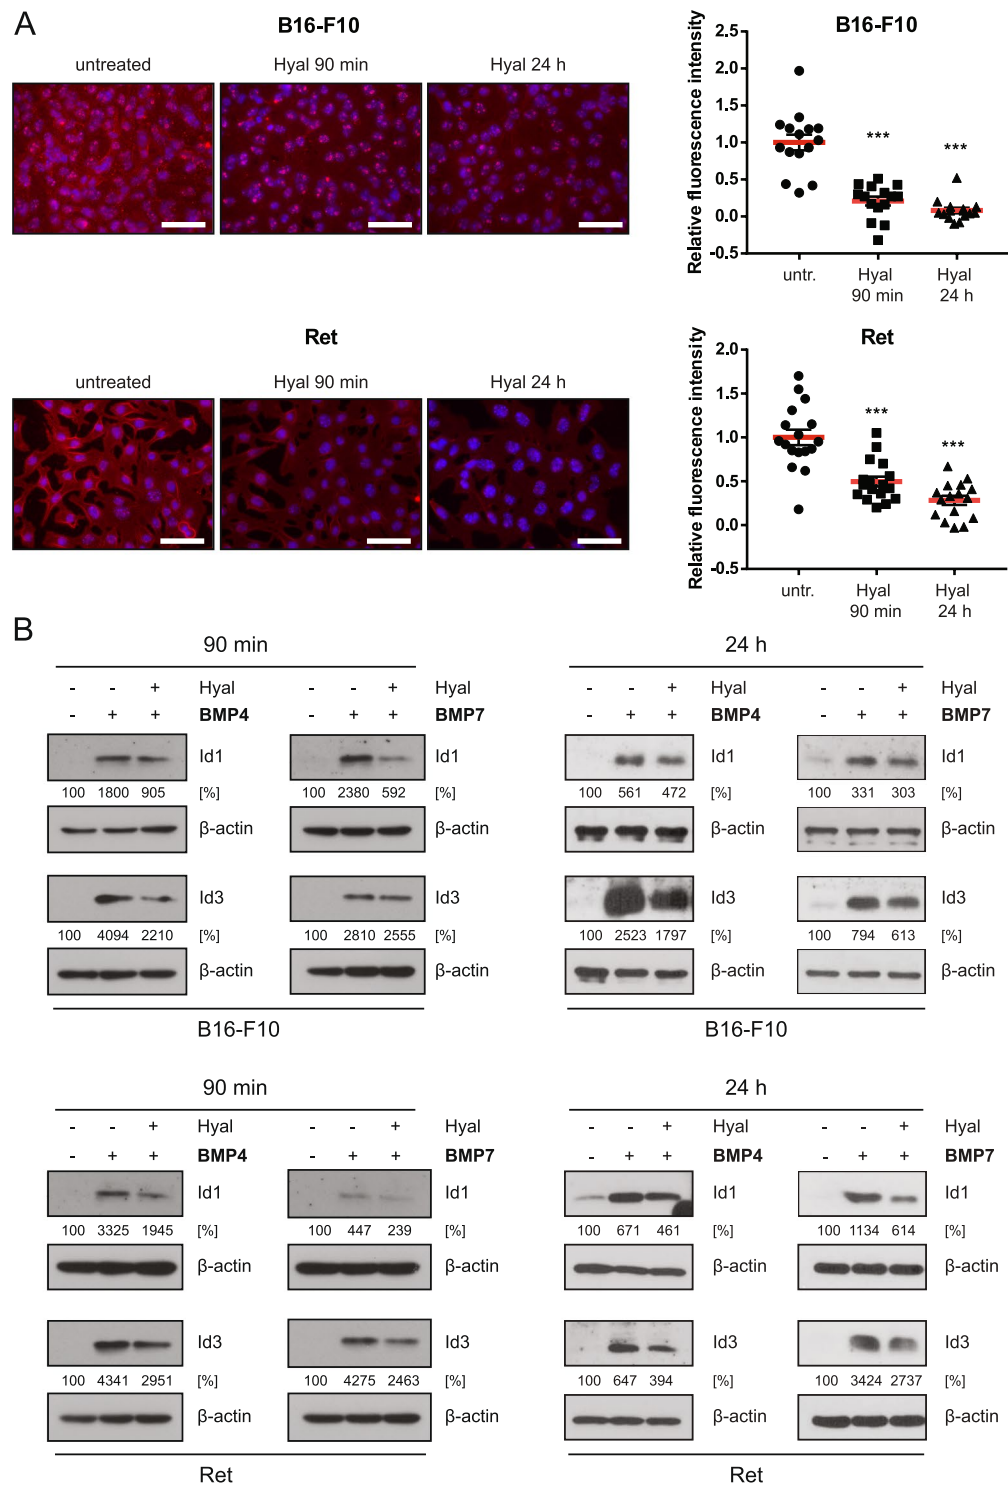 A
B16-F10
untreated Hyal 90 min Hyal 24 h
B16-F10
Relative fluorescence intensity
2.5
2.0
1.5
1.0
0.5
0.0
-0.5
***
***
untr. Hyal 90 min Hyal 24 h
Ret
untreated Hyal 90 min Hyal 24 h
Ret
Relative fluorescence intensity
2.0
1.5
1.0
0.5
0.0
-0.5
***
***
untr. Hyal 90 min Hyal 24 h
B
90 min
- - + Hyal - - + Hyal
- + + BMP4 - + + BMP7
Id1 Id1
100 1800 905 [%] 100 2380 592 [%]
β-actin β-actin
Id3 Id3
100 4094 2210 [%] 100 2810 2555 [%]
β-actin β-actin
B16-F10
24 h
- - + Hyal - - + Hyal
- + + BMP4 - + + BMP7
Id1 Id1
100 561 472 [%] 100 331 303 [%]
β-actin β-actin
Id3 Id3
100 2523 1797 [%] 100 794 613 [%]
β-actin β-actin
B16-F10
90 min
- - + Hyal - - + Hyal
- + + BMP4 - + + BMP7
Id1 Id1
100 3325 1945 [%] 100 447 239 [%]
β-actin β-actin
Id3 Id3
100 4341 2951 [%] 100 4275 2463 [%]
β-actin β-actin
Ret
24 h
- - + Hyal - - + Hyal
- + + BMP4 - + + BMP7
Id1 Id1
100 671 461 [%] 100 1134 614 [%]
β-actin β-actin
Id3 Id3
100 647 394 [%] 100 3424 2737 [%]
β-actin β-actin
Ret